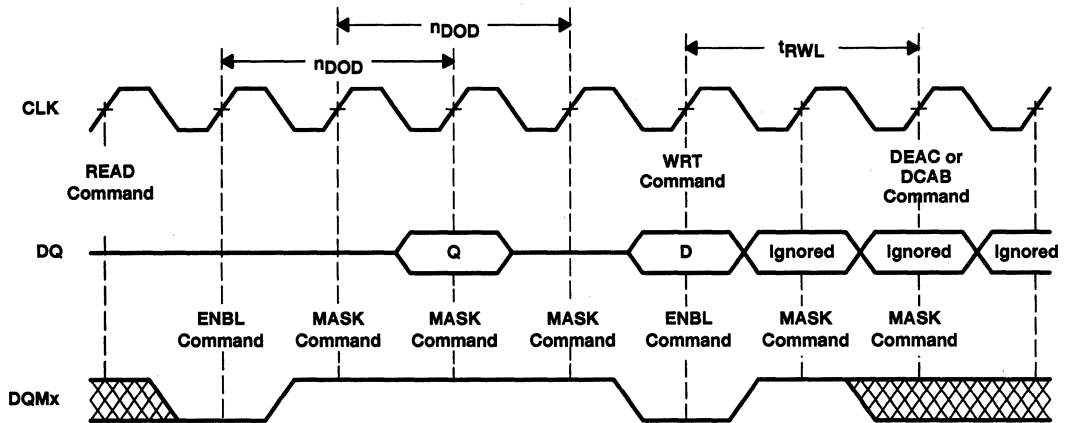 nDOD
nDOD
tRWL
CLK
READ
Command
WRT
Command
DEAC or
DCAB
Command
DQ
Q
D
Ignored
Ignored
Ignored
ENBL
Command
MASK
Command
MASK
Command
MASK
Command
ENBL
Command
MASK
Command
MASK
Command
DQMx